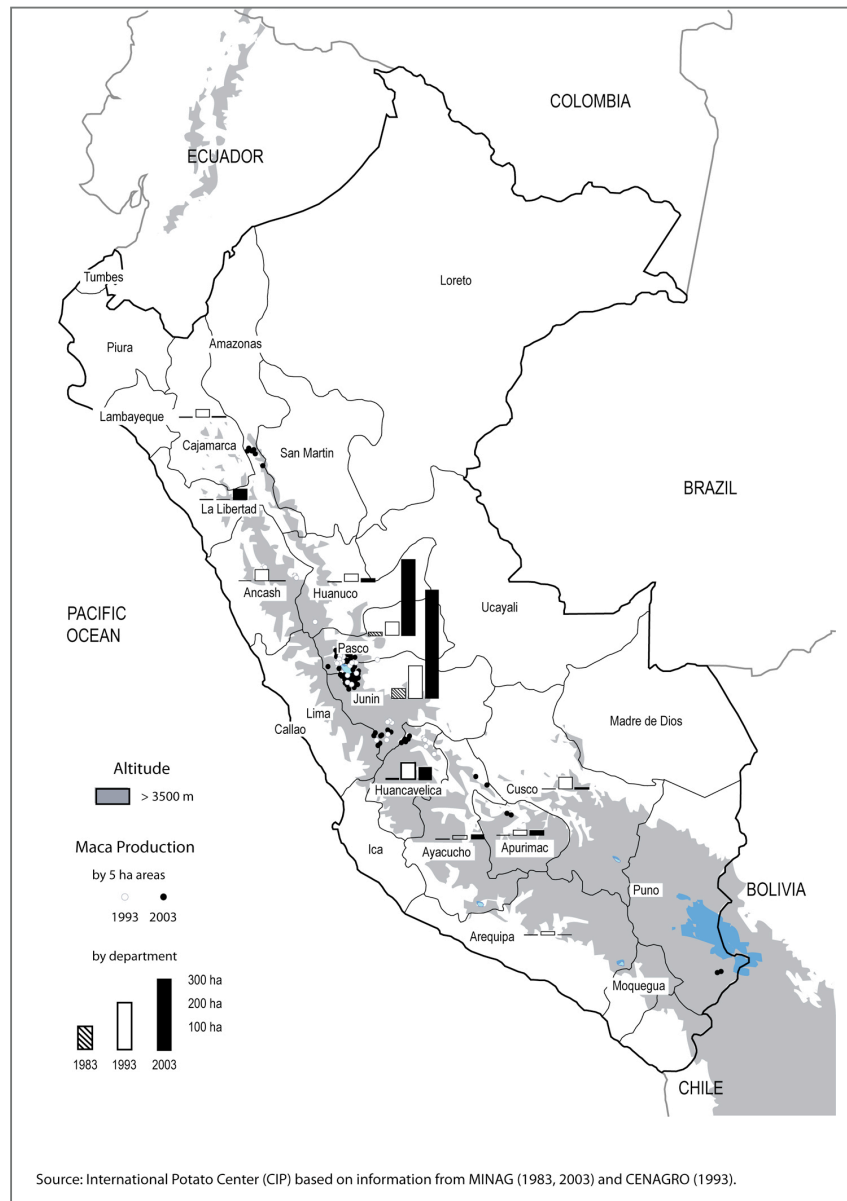 COLOMBIA
ECUADOR
Tumbes
Loreto
Piura
Amazonas
Lambayeque
Cajamarca
San Martin
BRAZIL
La Libertad
Ancash
Huanuco
Ucayali
PACIFIC
OCEAN
Pasco
Junin
Lima
Callao
Madre de Dios
Altitude
> 3500 m
Huancavelica
Cusco
Maca Production
by 5 ha areas
1993 2003
Ica
Ayacucho
Apurimac
Puno
BOLIVIA
Arequipa
by department
300 ha
200 ha
100 ha
1983 1993 2003
Moquegua
CHILE
Source: International Potato Center (CIP) based on information from MINAG (1983, 2003) and CENAGRO (1993).